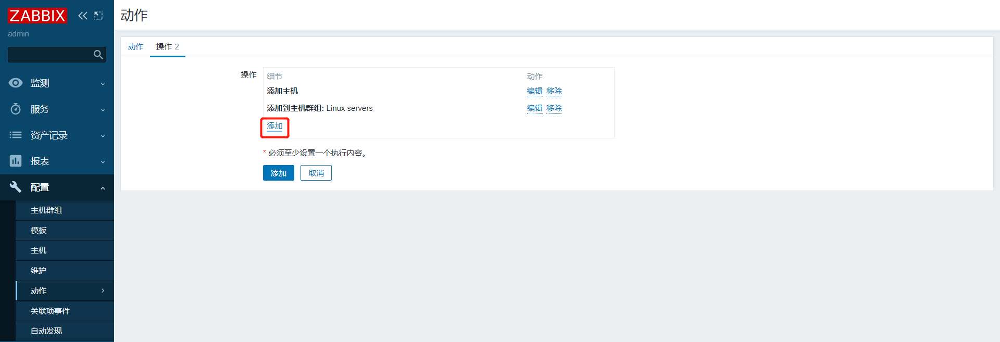 ZABBIX
admin
监测
服务
资产记录
报表
配置
主机群组
模板
主机
维护
动作
关联项事件
自动发现
动作
动作 操作 2
操作 细节 动作
添加主机 编辑 移除
添加到主机群组: Linux servers 编辑 移除
添加
* 必须至少设置一个执行内容。
添加 取消